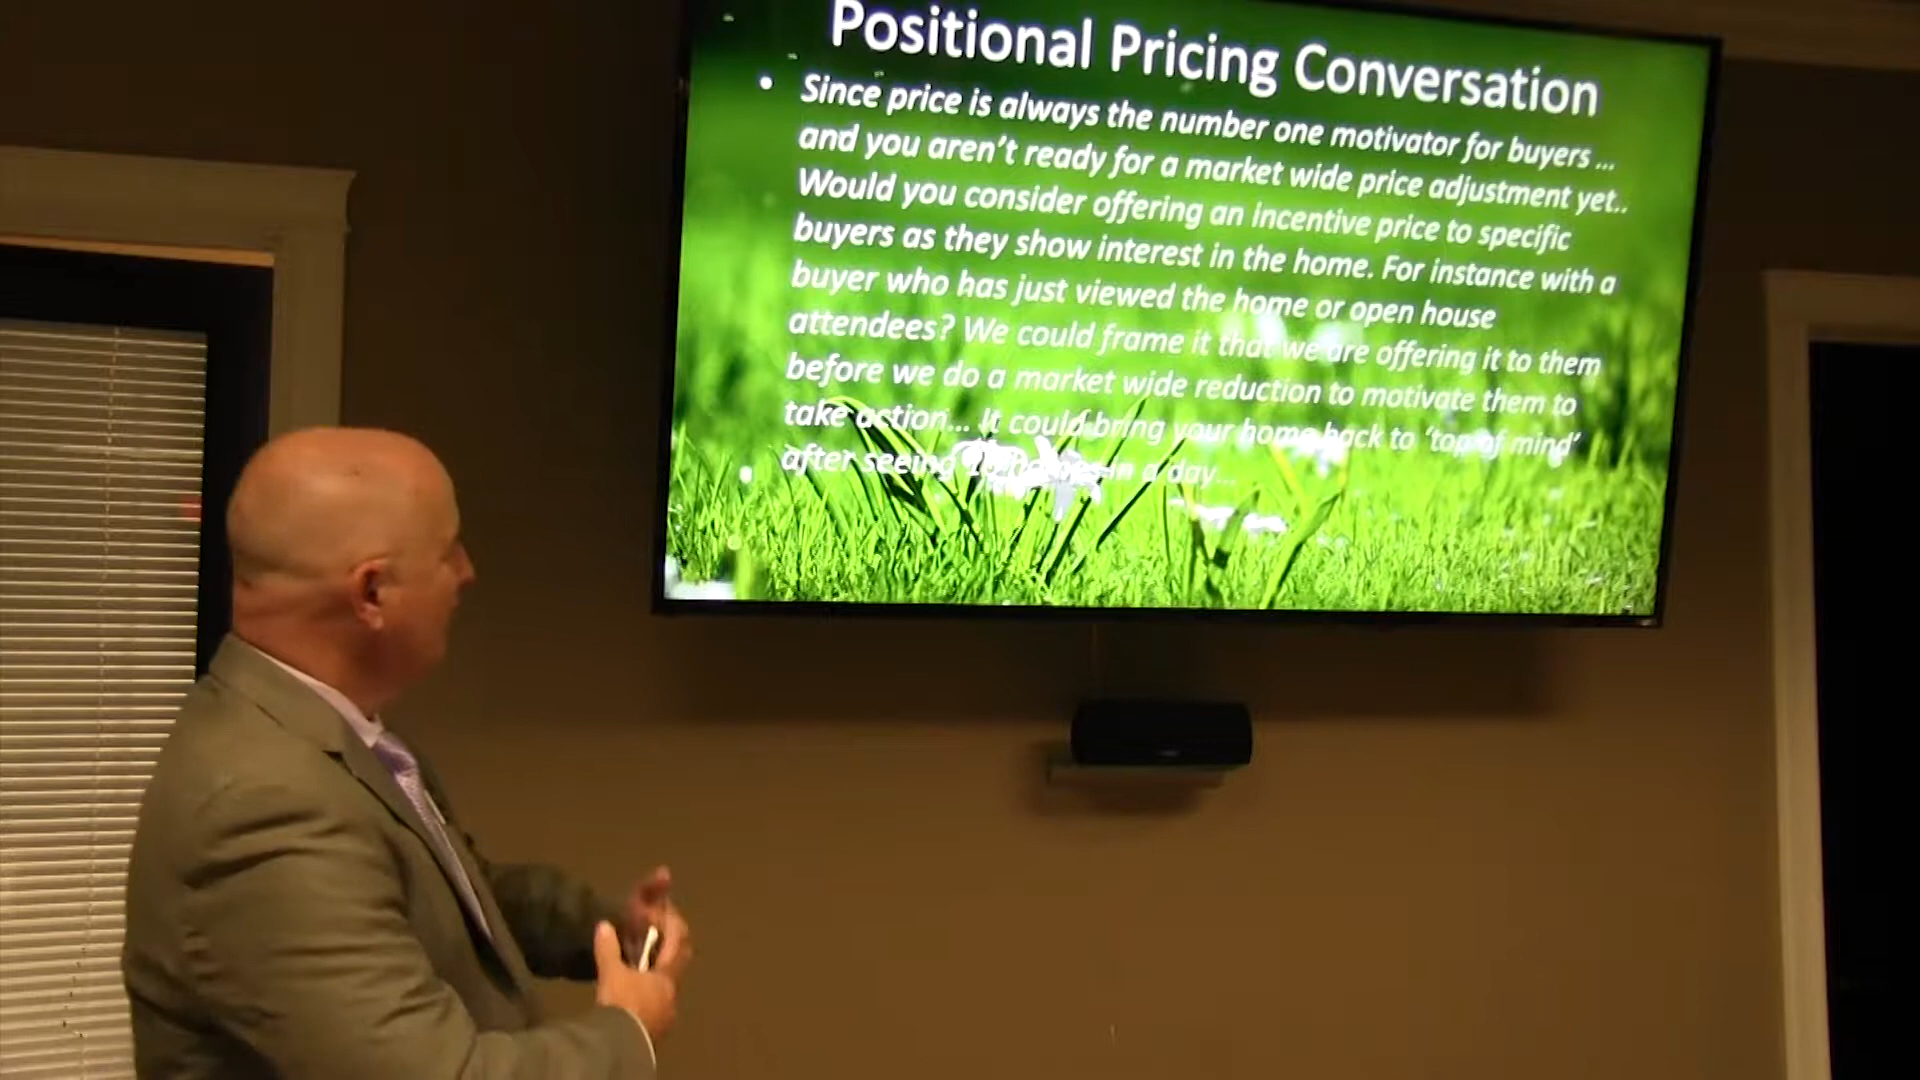 Positional Pricing Conversation
• Since price is always the number one motivator for buyers ...
and you aren't ready for a market wide price adjustment yet..
Would you consider offering an incentive price to specific
buyers as they show interest in the home. For instance with a
buyer who has just viewed the home or open house
attendees? We could frame it that we are offering it to them
before we do a market wide reduction to motivate them to
take action... It could bring your home back to 'top of mind'
after seeing in a day...